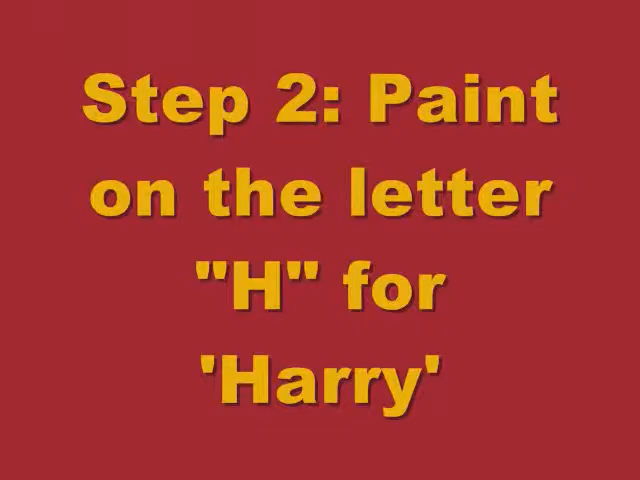 Step 2: Paint
on the letter
"H" for
'Harry'